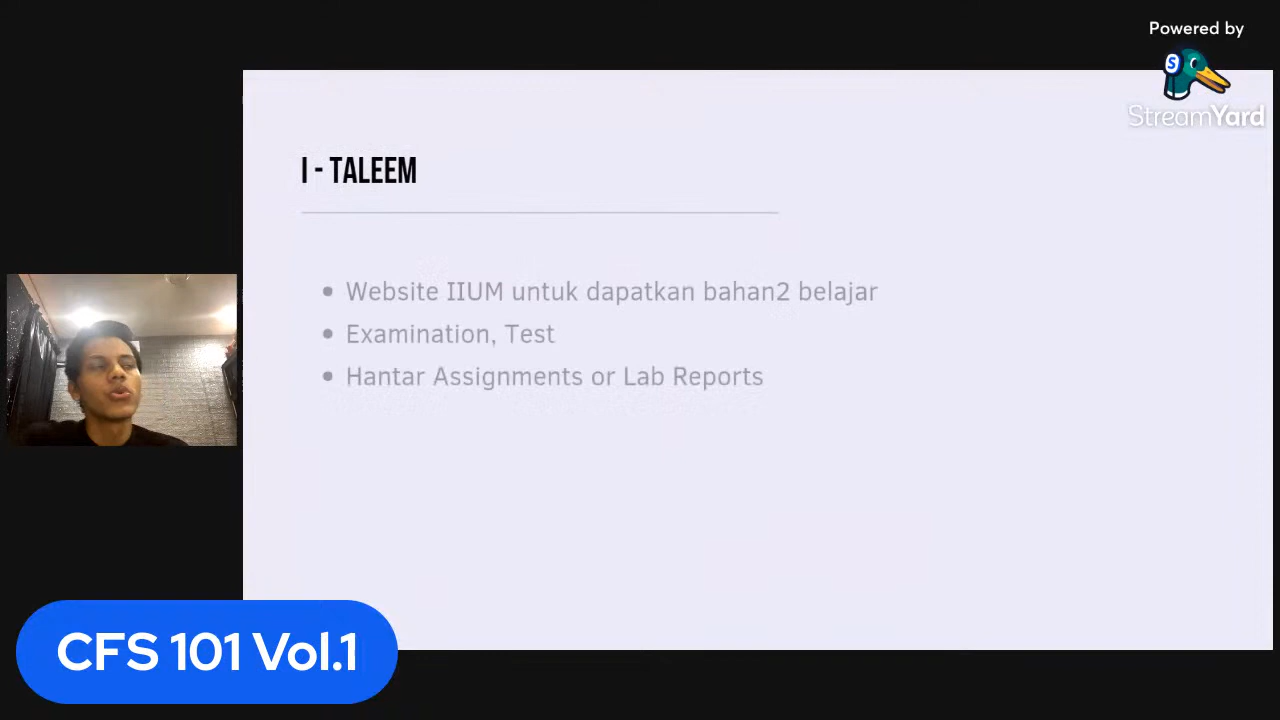 Powered by
S
StreamYard
I - TALEEM
Website IIUM untuk dapatkan bahan2 belajar
Examination, Test
Hantar Assignments or Lab Reports
CFS 101 Vol.1